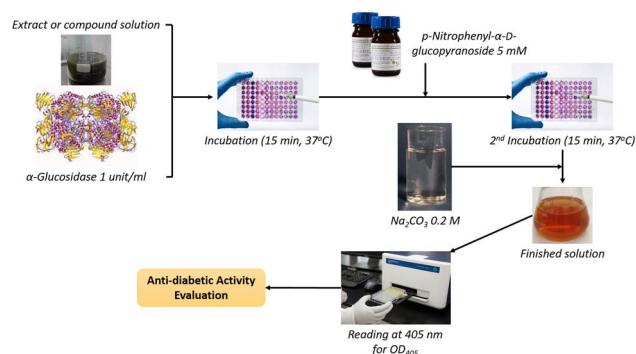 Extract or compound solution
p-Nitrophenyl-α-D-
glucopyranoside 5 mM
Incubation (15 min, 37°C)
2nd Incubation (15 min, 37°C)
α-Glucosidase 1 unit/ml
Na2CO3 0.2 M
Finished solution
Anti-diabetic Activity
Evaluation
Reading at 405 nm
for OD405